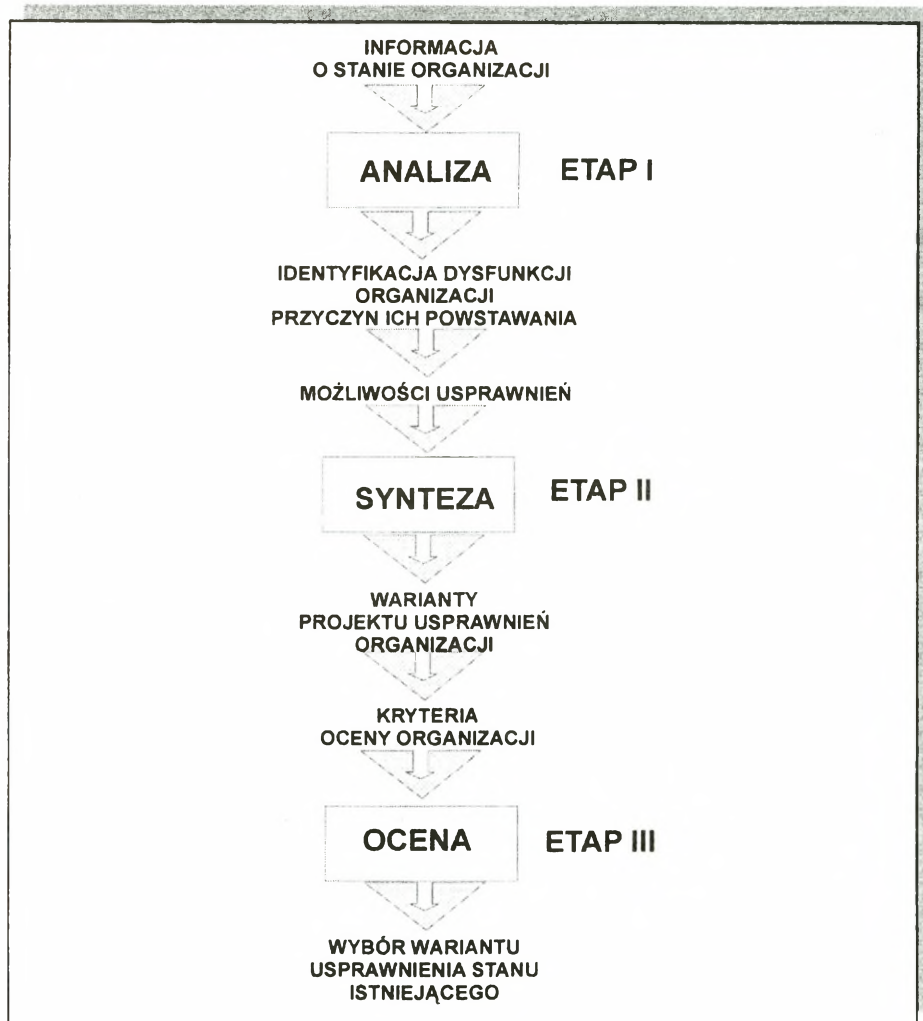 INFORMACJA
O STANIE ORGANIZACJI
ANALIZA ETAP I
IDENTYFIKACJA DYSFUNKCJI
ORGANIZACJI
PRZYCZYN ICH POWSTAWANIA
MOŻLIWOŚCI USPRAWNIEŃ
SYNTEZA ETAP II
WARIANTY
PROJEKTU USPRAWNIEŃ
ORGANIZACJI
KRYTERIA
OCENY ORGANIZACJI
OCENA ETAP III
WYBÓR WARIANTU
USPRAWNIENIA STANU
ISTNIEJĄCEGO